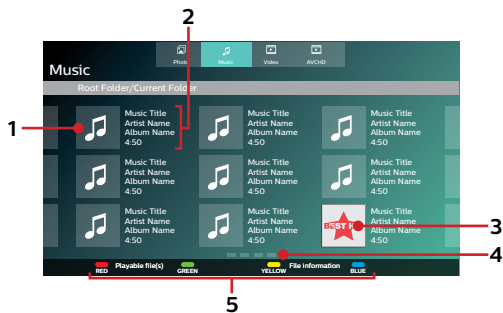 2
Photo Music Video AVCHD
Music
Root Folder/Current Folder
1
Music Title
Artist Name
Album Name
4:50
Music Title
Artist Name
Album Name
4:50
Music Title
Artist Name
Album Name
4:50
Music Title
Artist Name
Album Name
4:50
Music Title
Artist Name
Album Name
4:50
Music Title
Artist Name
Album Name
4:50
Music Title
Artist Name
Album Name
4:50
Music Title
Artist Name
Album Name
4:50
BEST H
Music Title
Artist Name
Album Name
4:50
3
4
RED Playable file(s) GREEN YELLOW File information BLUE
5